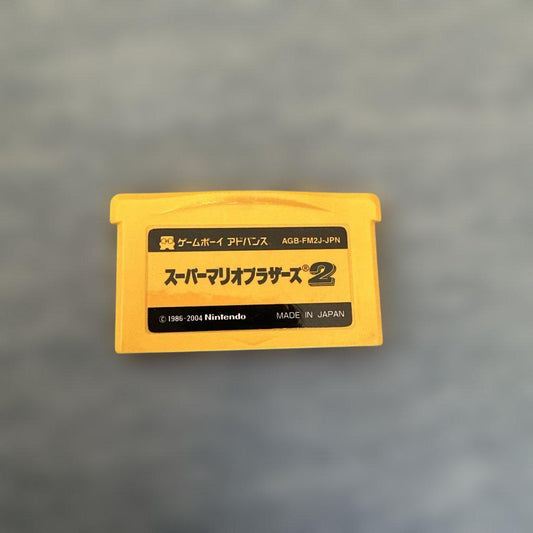 ゲームボーイ アドバンス AGB-FM2J-JPN
スーパーマリオブラザーズ®2
© 1986-2004 Nintendo MADE IN JAPAN